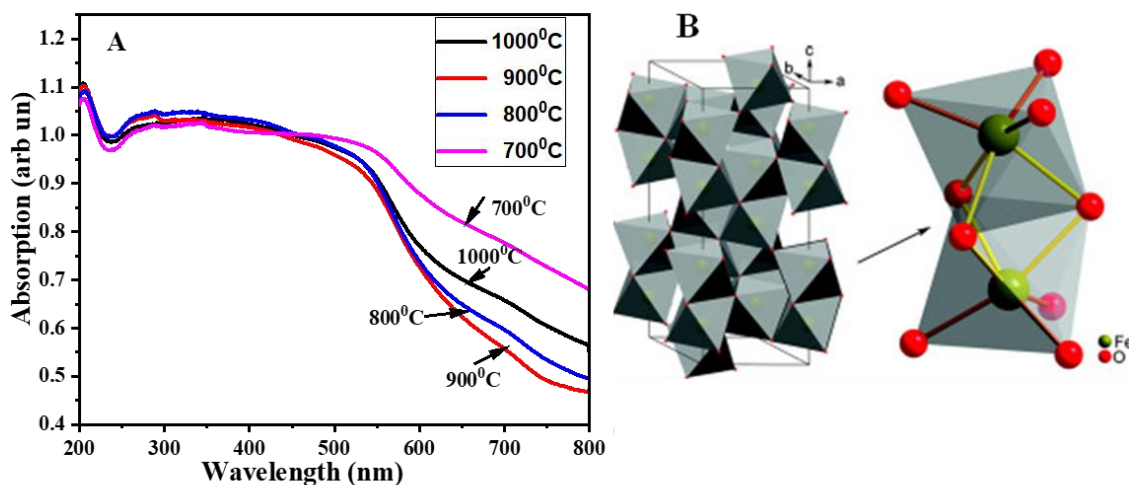 A
1000⁰C
900⁰C
800⁰C
700⁰C
Absorption (arb un)
1.2
1.1
1.0
0.9
0.8
0.7
0.6
0.5
0.4
700⁰C
1000⁰C
800⁰C
900⁰C
200 250 300 400 500 600 700 800
Wavelength (nm)
B
c
b
a
Fe
O